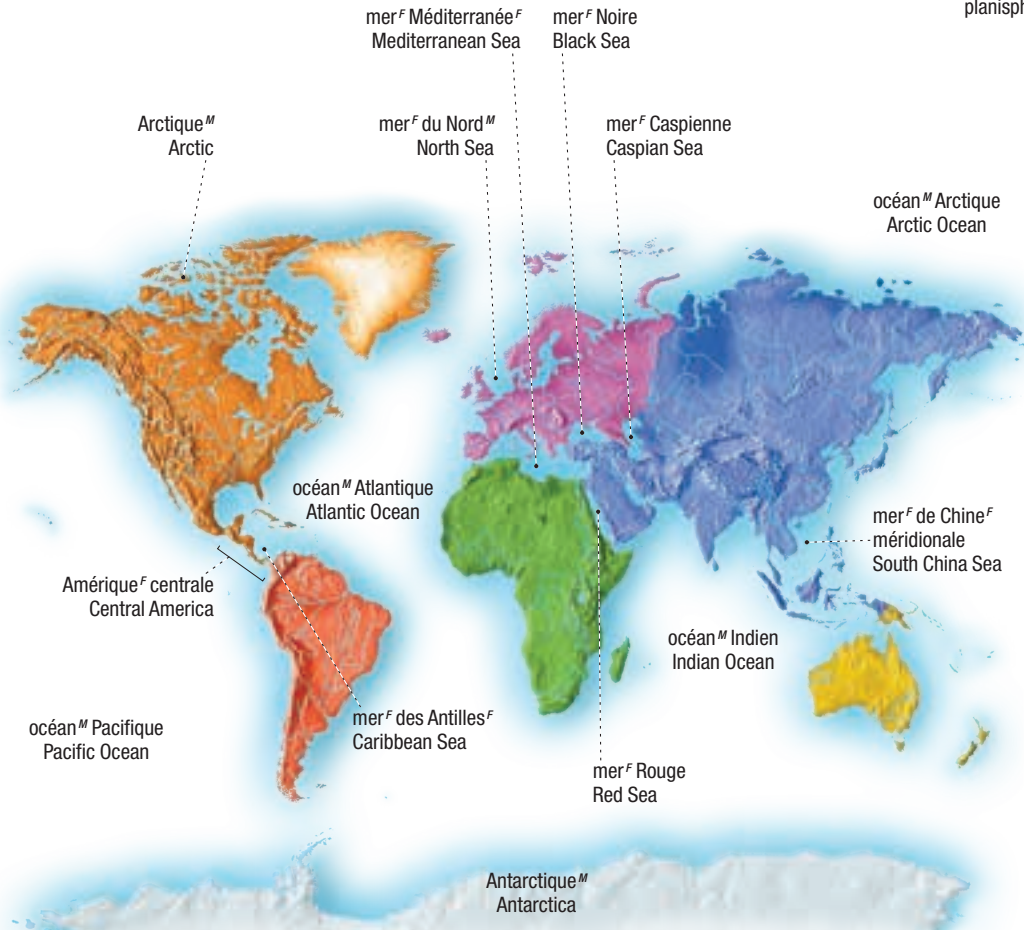 planisph
mer^F Méditerranée^F
Mediterranean Sea
mer^F Noire
Black Sea
Arctique^M
Arctic
mer^F du Nord^M
North Sea
mer^F Caspienne
Caspian Sea
océan^M Arctique
Arctic Ocean
océan^M Atlantique
Atlantic Ocean
mer^F de Chine^F
méridionale
South China Sea
Amérique^F centrale
Central America
océan^M Indien
Indian Ocean
océan^M Pacifique
Pacific Ocean
mer^F des Antilles^F
Caribbean Sea
mer^F Rouge
Red Sea
Antarctique^M
Antarctica